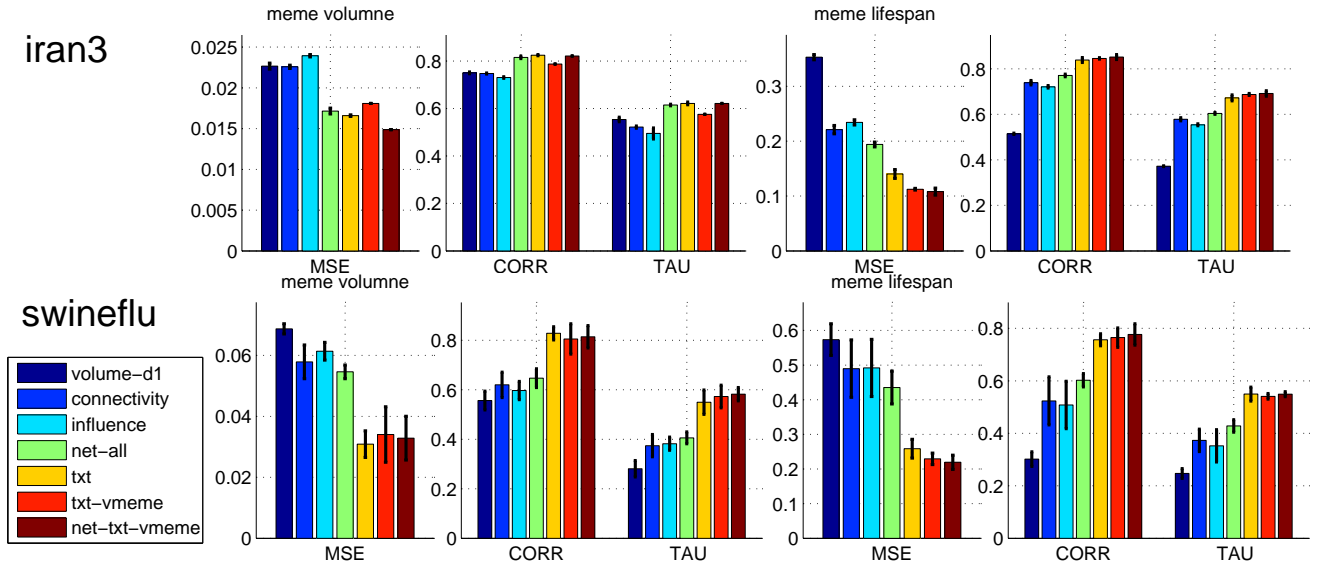 iran3
meme volumne
0.025
0.02
0.015
0.01
0.005
0
MSE
0.8
0.6
0.4
0.2
0
CORR
TAU
meme lifespan
0.3
0.2
0.1
0
MSE
0.8
0.6
0.4
0.2
0
CORR
TAU
swineflu
volume−d1
connectivity
influence
net−all
txt
txt−vmeme
net−txt−vmeme
meme volumne
0.06
0.04
0.02
0
MSE
0.8
0.6
0.4
0.2
0
CORR
TAU
meme lifespan
0.6
0.5
0.4
0.3
0.2
0.1
0
MSE
0.8
0.6
0.4
0.2
0
CORR
TAU